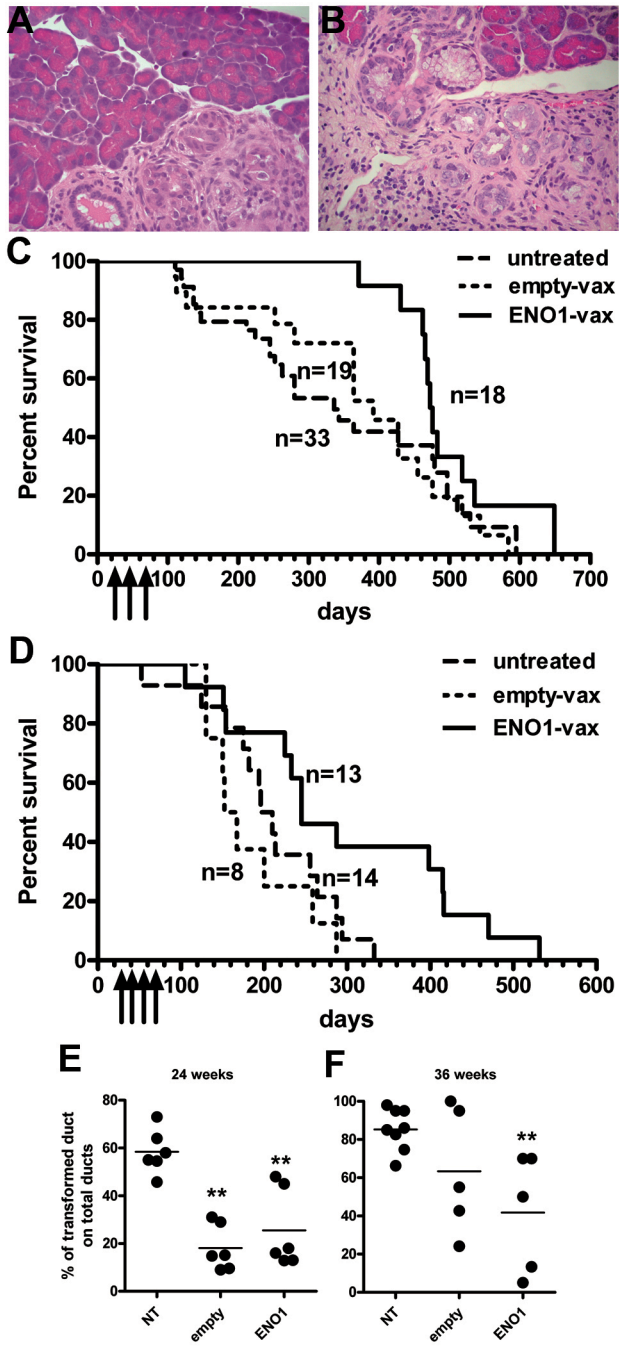 A
B
C
100
80
60
40
20
0
Percent survival
untreated
empty-vax
ENO1-vax
n=19
n=18
n=33
0 100 200 300 400 500 600 700
days
D
100
80
60
40
20
0
Percent survival
untreated
empty-vax
ENO1-vax
n=13
n=8
n=14
0 100 200 300 400 500 600
days
E
24 weeks
% of transformed duct
on total ducts
80
60
40
20
0
**
**
NT empty ENO1
F
36 weeks
100
80
60
40
20
0
**
NT empty ENO1